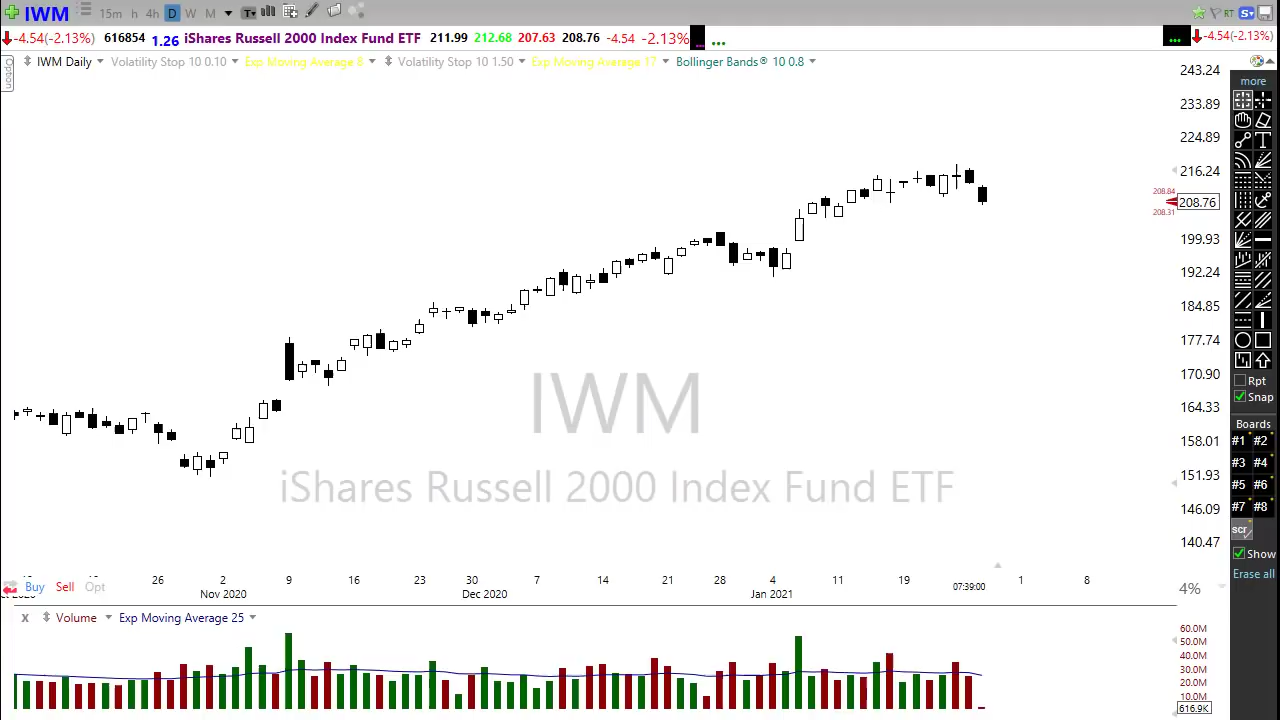 IWM 15m h 4h D W M T RT S
-4.54(-2.13%) 616854 1.26 iShares Russell 2000 Index Fund ETF 211.99 212.68 207.63 208.76 -4.54 -2.13% ... ... ... -4.54(-2.13%)
Option IWM Daily Volatility Stop 10 0.10 Exp Moving Average 8 Volatility Stop 10 1.50 Exp Moving Average 17 Bollinger Bands® 10 0.8
243.24
more
233.89
224.89
216.24
208.84
208.76
208.31
199.93
192.24
184.85
177.74
170.90
Rpt
Snap
164.33
Boards
158.01
#1 #2
151.93
#3 #4
#5 #6
146.09
#7 #8
scr
140.47
Show
Erase all
IWM
iShares Russell 2000 Index Fund ETF
26 2 9 16 23 30 7 14 21 28 4 11 19 07:39:00 1 8
Buy Sell Opt 4%
Nov 2020 Dec 2020 Jan 2021
x Volume Exp Moving Average 25
60.0M
50.0M
40.0M
30.0M
20.0M
10.0M
616.9K